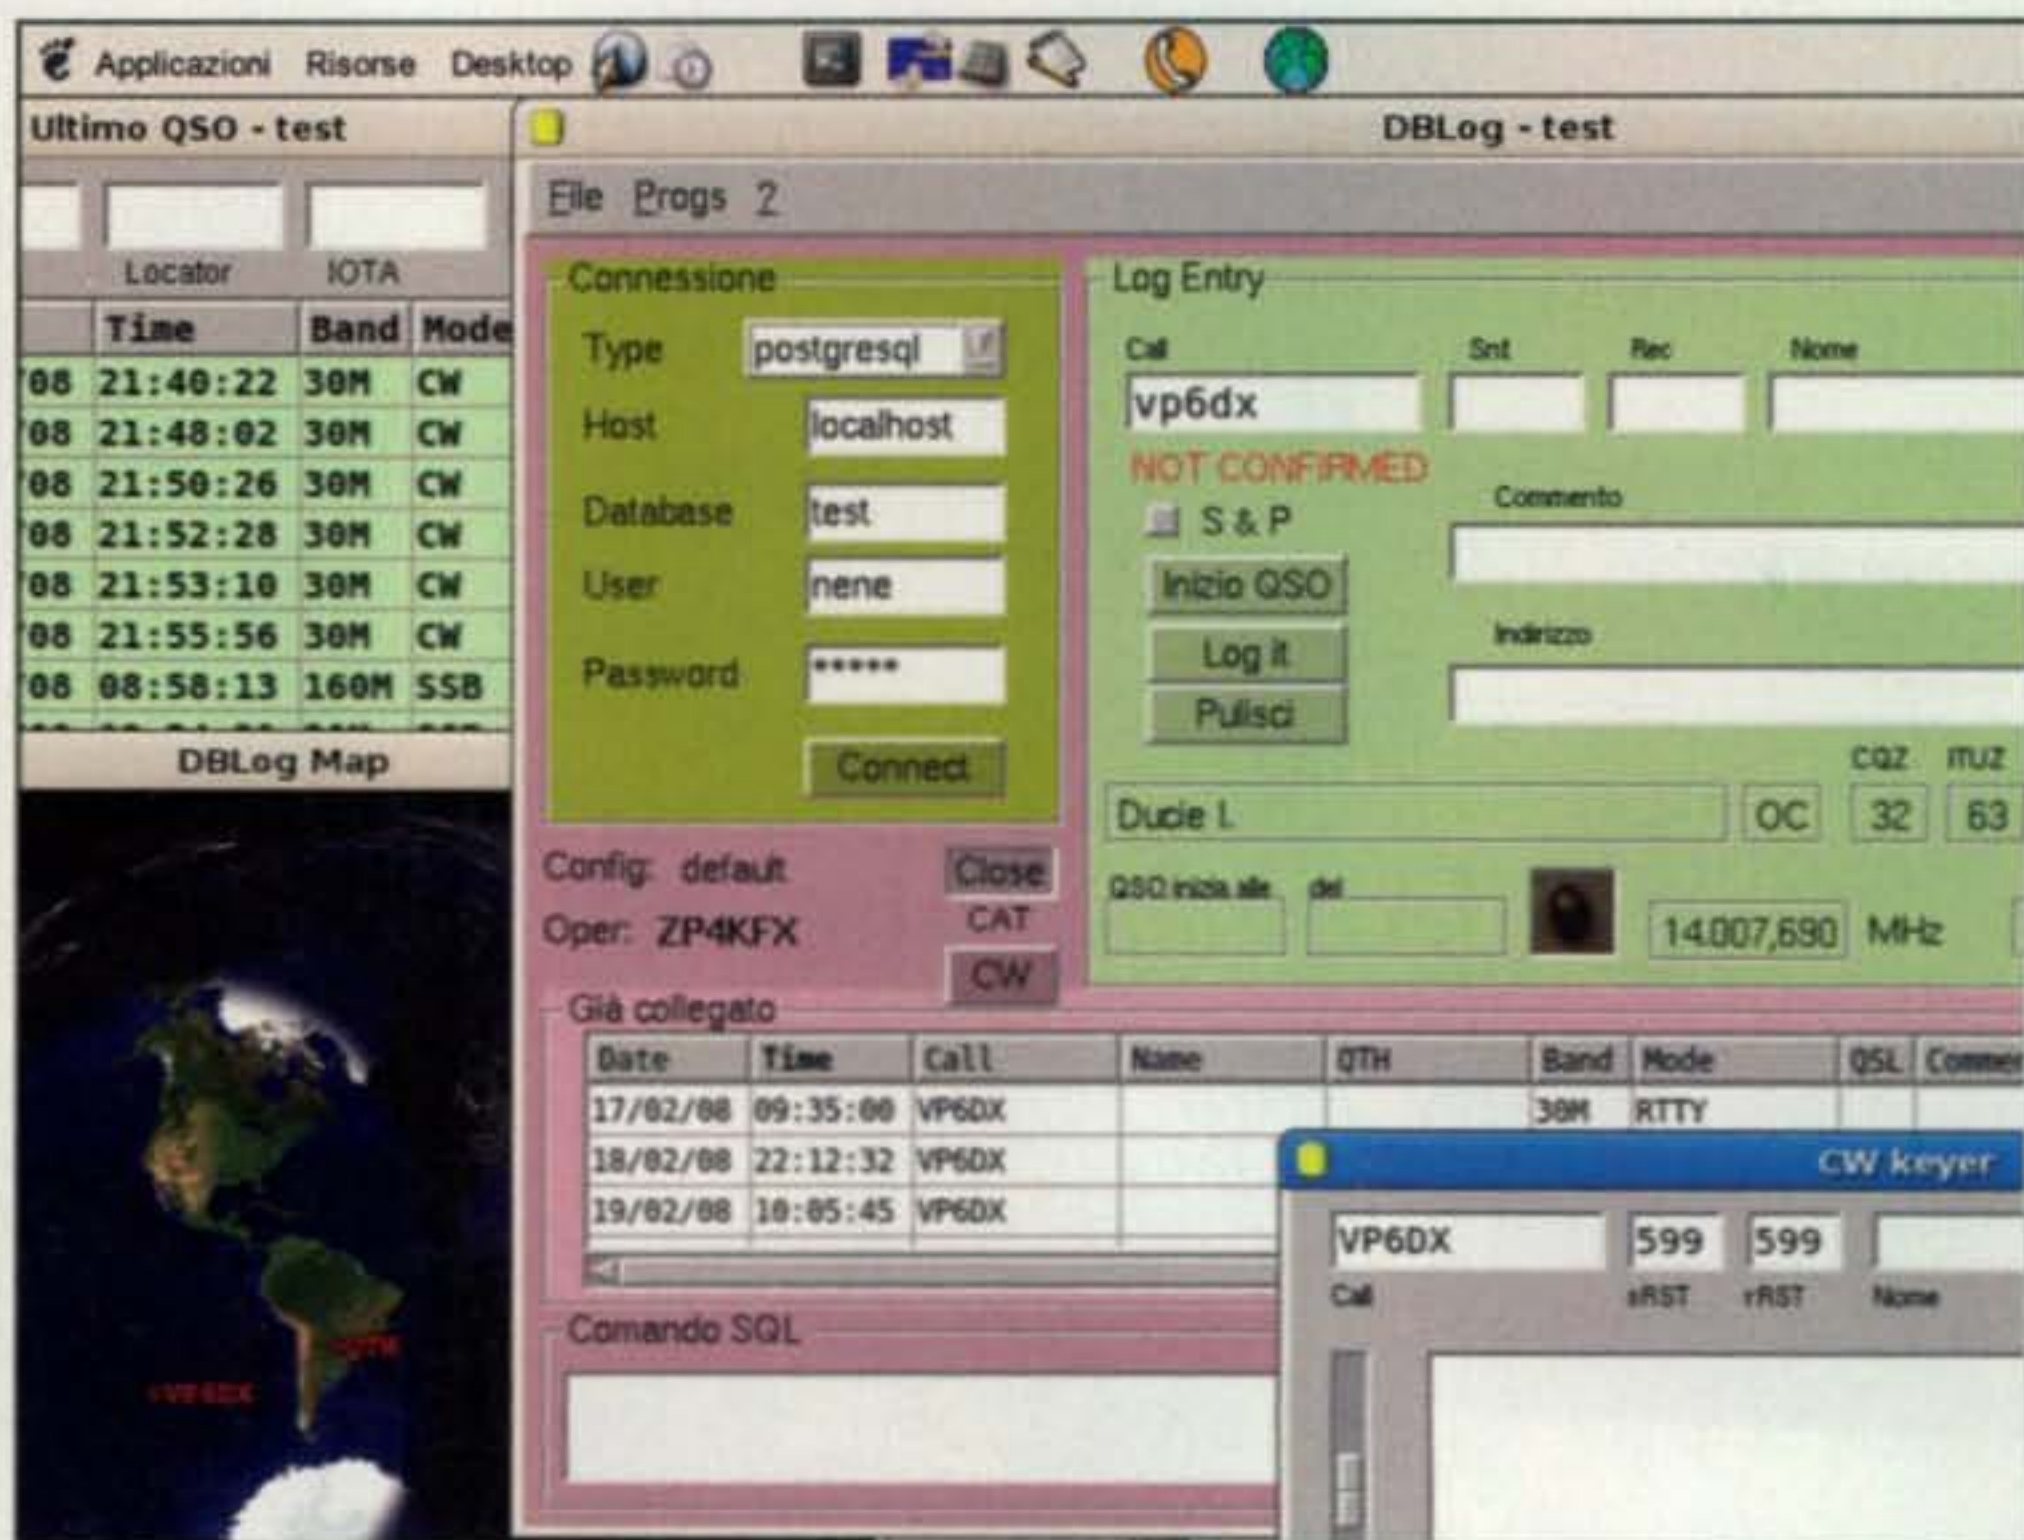 Applicazioni Risorse Desktop
Ultimo QSO - test
Locator IOTA
Time Band Mode
08 21:40:22 30M CW
08 21:48:02 30M CW
08 21:50:26 30M CW
08 21:52:28 30M CW
08 21:53:10 30M CW
08 21:55:56 30M CW
08 08:58:13 160M SSB
DBLog Map
QTH
VP6DX
DBLog - test
File Progs ?
Connessione
Type postgresql
Host localhost
Database test
User nene
Password *****
Connect
Config: default Close
CAT
Oper: ZP4KFX
CW
Log Entry
Call Snt Rec Nome
vp6dx
NOT CONFIRMED
Commento
S & P
Inizio QSO
Indirizzo
Log it
Pulisci
CQZ ITUZ
Ducie I. OC 32 63
QSO inizia alle del
14.007,690 MHz
Già collegato
Date Time Call Name QTH Band Mode QSL Commen
17/02/08 09:35:00 VP6DX 30M RTTY
18/02/08 22:12:32 VP6DX
19/02/08 10:05:45 VP6DX
Comando SQL
CW keyer
VP6DX 599 599
Call sRST rRST Nome